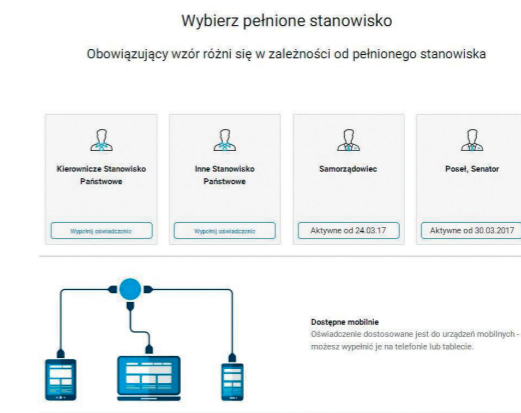 Wybierz pełnione stanowisko
Obowiązujący wzór różni się w zależności od pełnionego stanowiska
Kierownicze Stanowisko
Państwowe
Wypełnij oświadczenie
Inne Stanowisko
Państwowe
Wypełnij oświadczenie
Samorządowiec
Aktywne od 24.03.17
Poseł, Senator
Aktywne od 30.03.2017
Dostępne mobilnie
Oświadczenie dostosowane jest do urządzeń mobilnych -
możesz wypełnić je na telefonie lub tablecie.